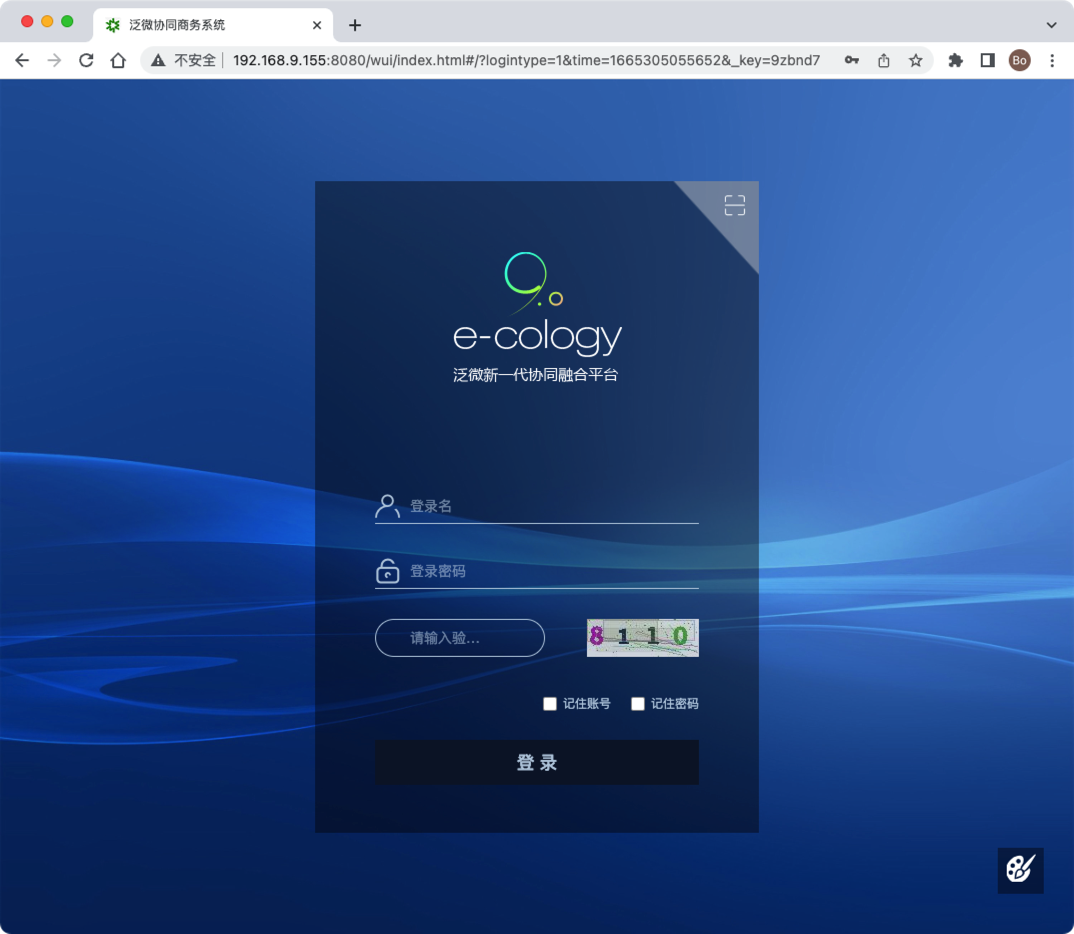 泛微协同商务系统
不安全 192.168.9.155:8080/wui/index.html#/?logintype=1&time=1665305055652&_key=9zbnd7
Bo
9.0
e-cology
泛微新一代协同融合平台
登录名
登录密码
请输入验...
8110
记住账号 记住密码
登录